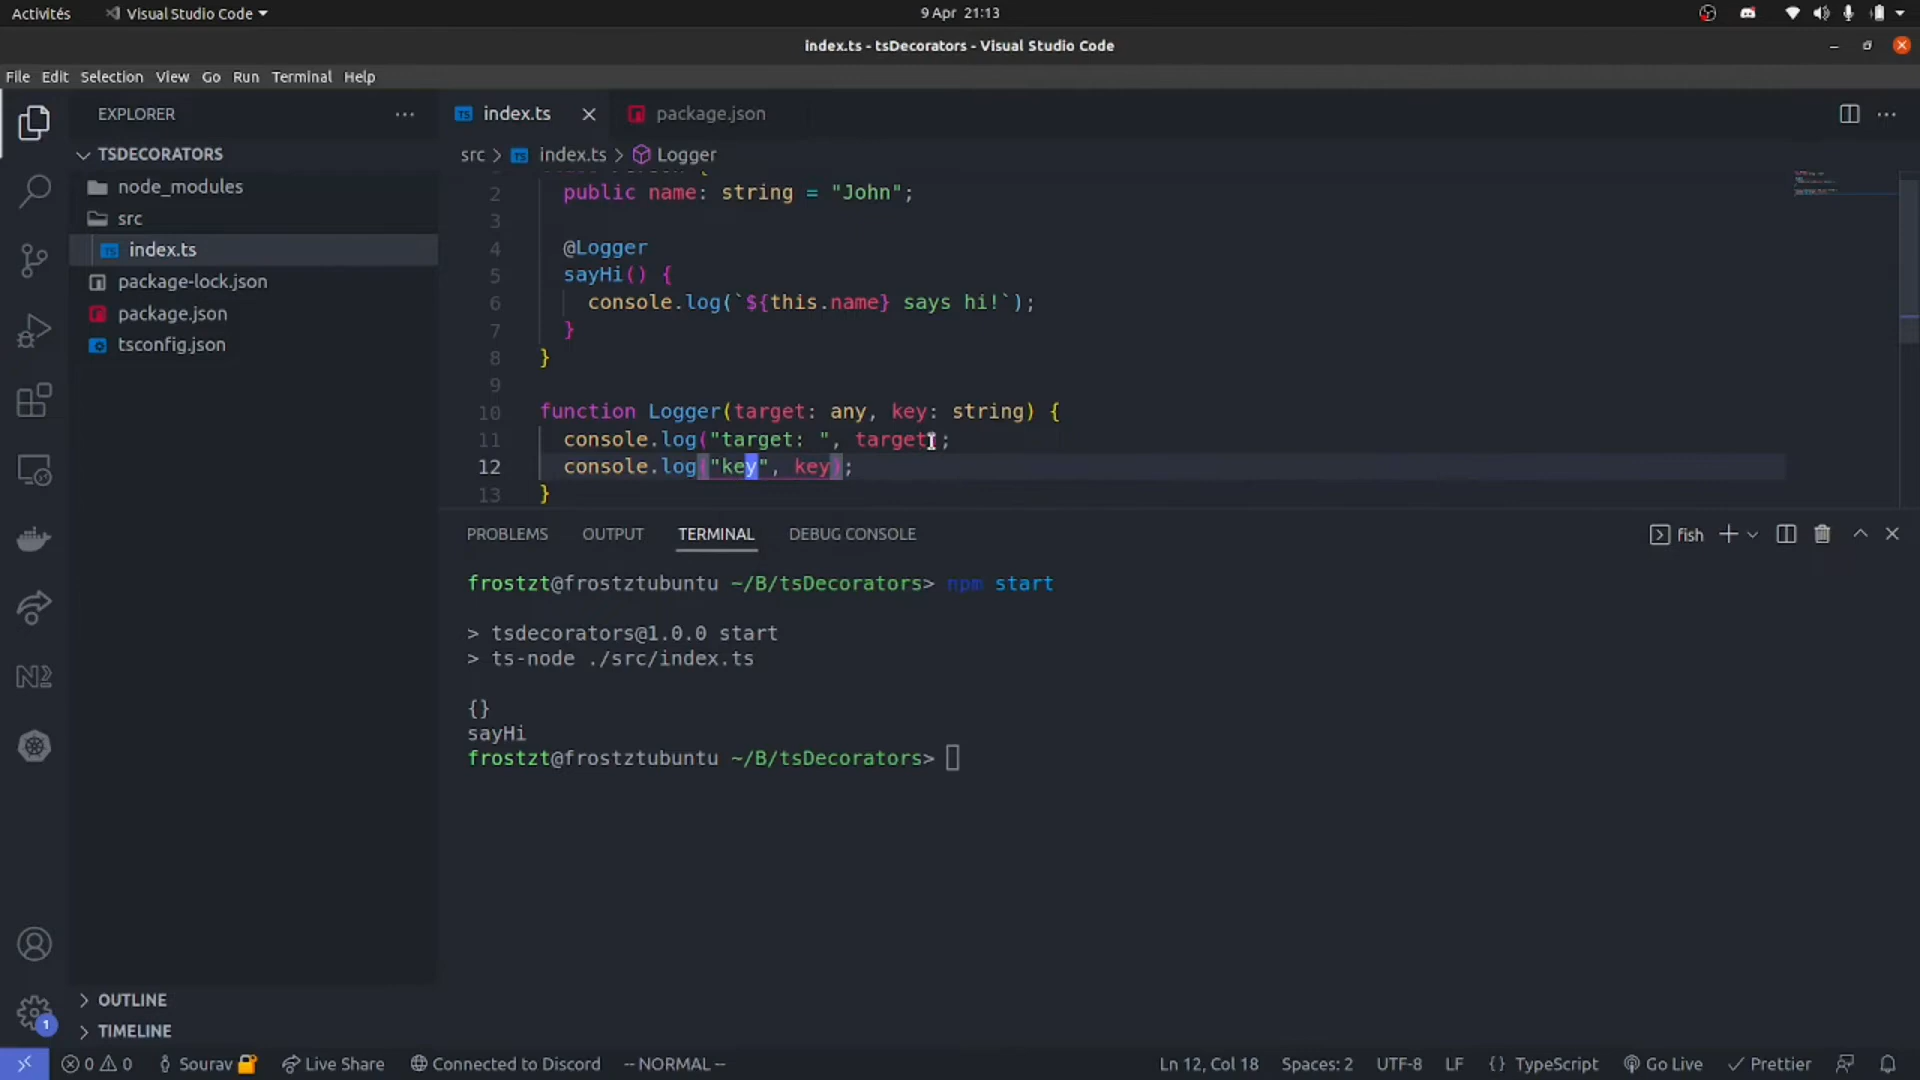 Activités
Visual Studio Code
9 Apr 21:13
index.ts - tsDecorators - Visual Studio Code
File Edit Selection View Go Run Terminal Help
EXPLORER
TSDECORATORS
node_modules
src
TS index.ts
package-lock.json
package.json
tsconfig.json
OUTLINE
TIMELINE
TS index.ts
package.json
src > TS index.ts > Logger
2 public name: string = "John";
3
4 @Logger
5 sayHi() {
6 console.log(`${this.name} says hi!`);
7 }
8 }
9
10 function Logger(target: any, key: string) {
11 console.log("target: ", target);
12 console.log("key", key);
13 }
PROBLEMS OUTPUT TERMINAL DEBUG CONSOLE
fish
frostzt@frostztubuntu ~/B/tsDecorators> npm start
> tsdecorators@1.0.0 start
> ts-node ./src/index.ts
{}
sayHi
frostzt@frostztubuntu ~/B/tsDecorators>
1
0 0 Sourav Live Share Connected to Discord -- NORMAL -- Ln 12, Col 18 Spaces: 2 UTF-8 LF {} TypeScript Go Live Prettier